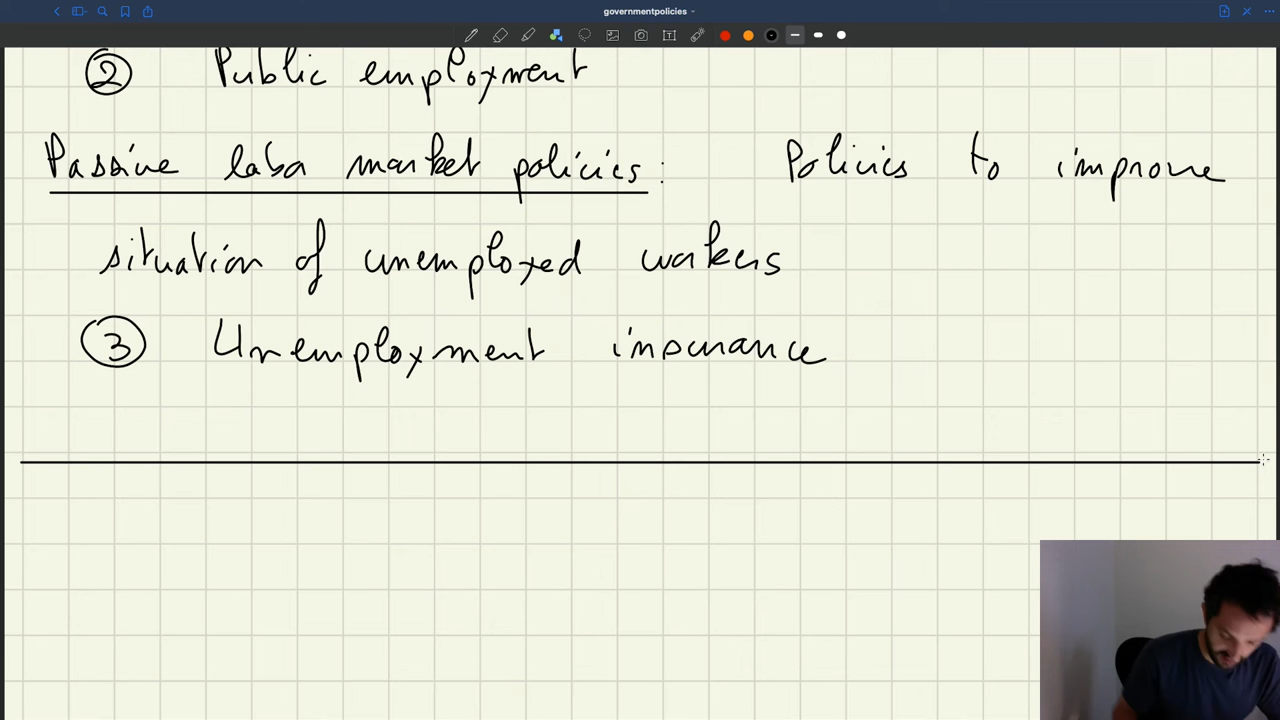 governmentpolicies
2 Public employment
Passive labor market policies: Policies to improve
situation of unemployed workers
3 Unemployment insurance